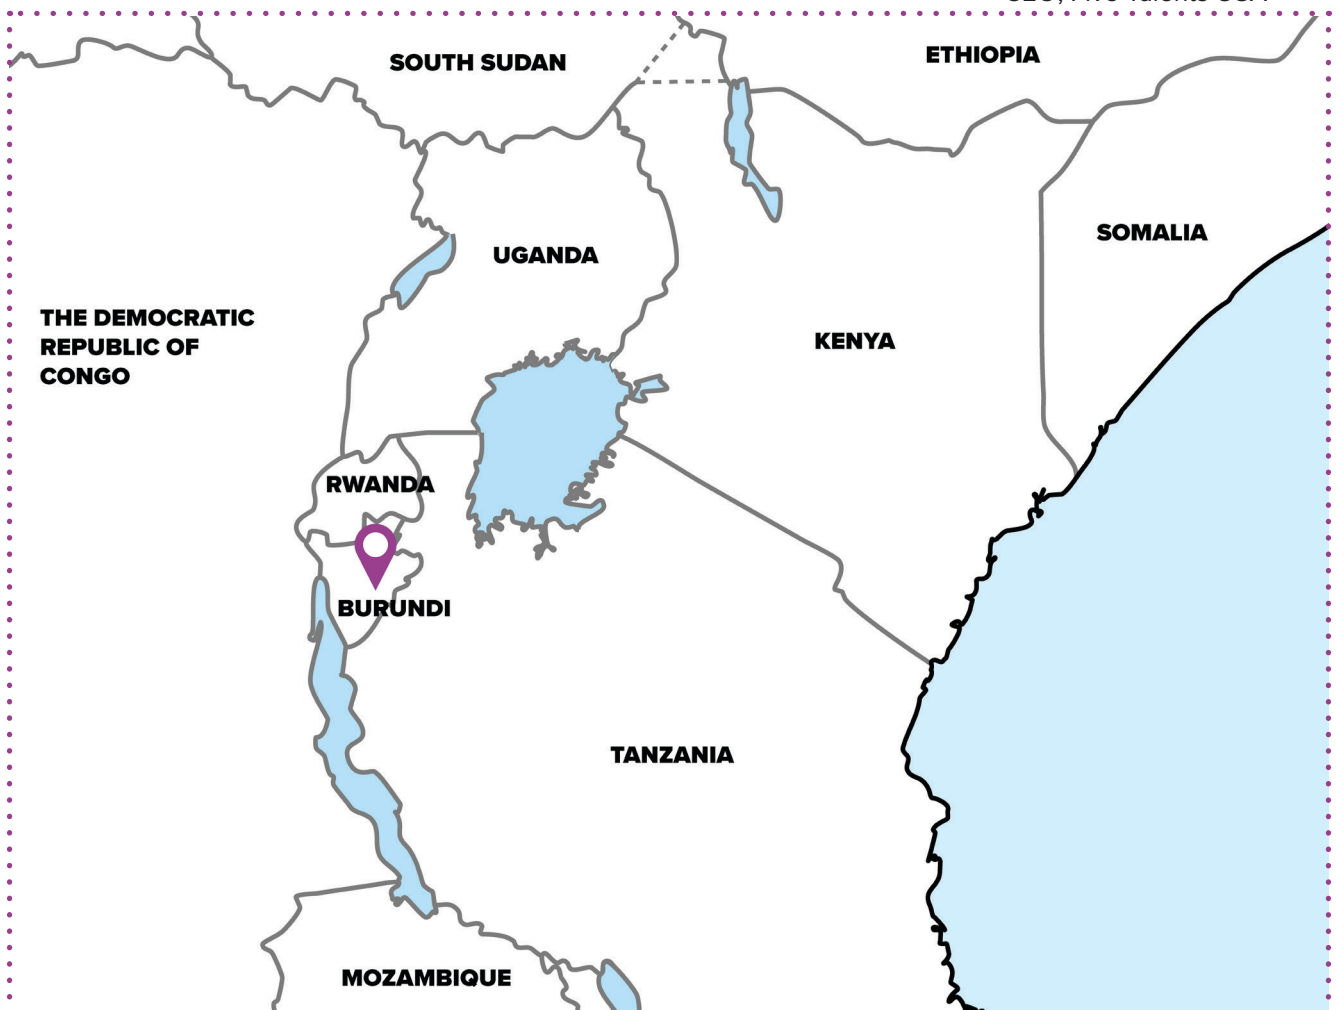 SOUTH SUDAN
ETHIOPIA
SOMALIA
UGANDA
THE DEMOCRATIC
REPUBLIC OF
CONGO
KENYA
RWANDA
BURUNDI
TANZANIA
MOZAMBIQUE